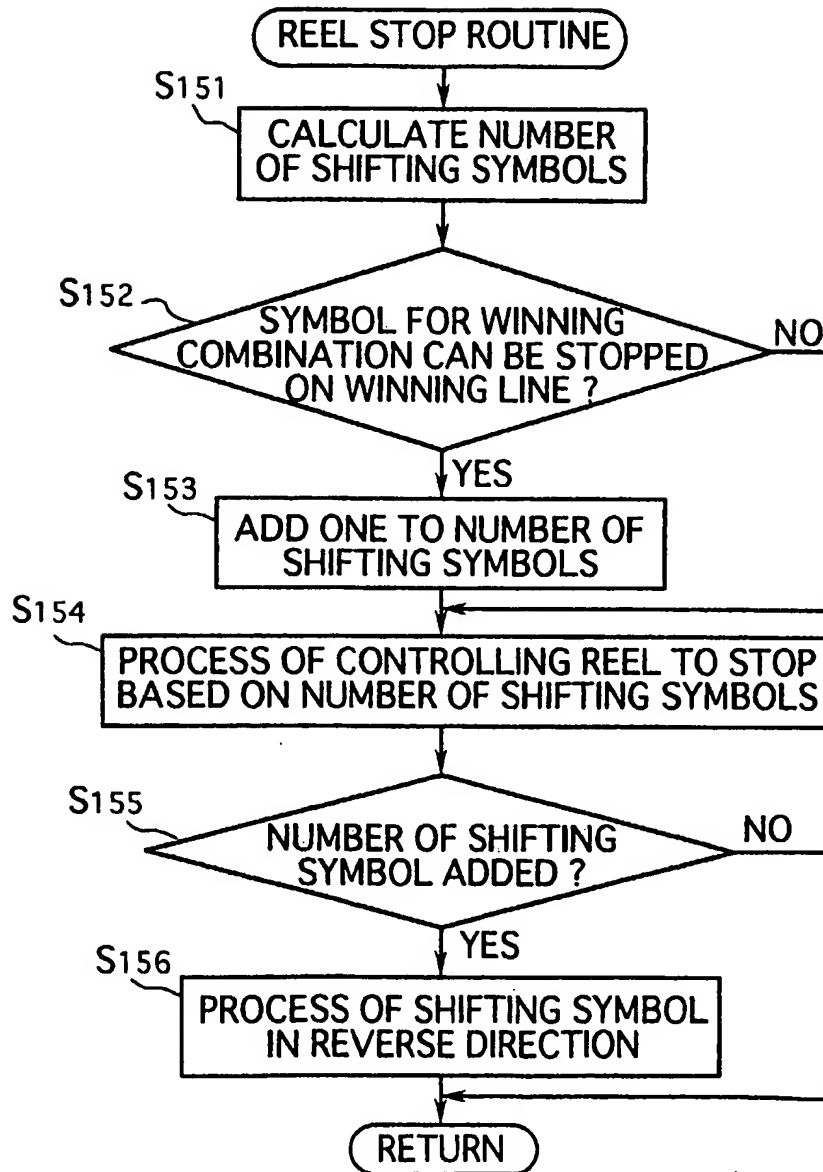 REEL STOP ROUTINE
S151
CALCULATE NUMBER
OF SHIFTING SYMBOLS
S152
SYMBOL FOR WINNING
COMBINATION CAN BE STOPPED
ON WINNING LINE ?
NO
YES
S153
ADD ONE TO NUMBER OF
SHIFTING SYMBOLS
S154
PROCESS OF CONTROLLING REEL TO STOP
BASED ON NUMBER OF SHIFTING SYMBOLS
S155
NUMBER OF SHIFTING
SYMBOL ADDED ?
NO
YES
S156
PROCESS OF SHIFTING SYMBOL
IN REVERSE DIRECTION
RETURN